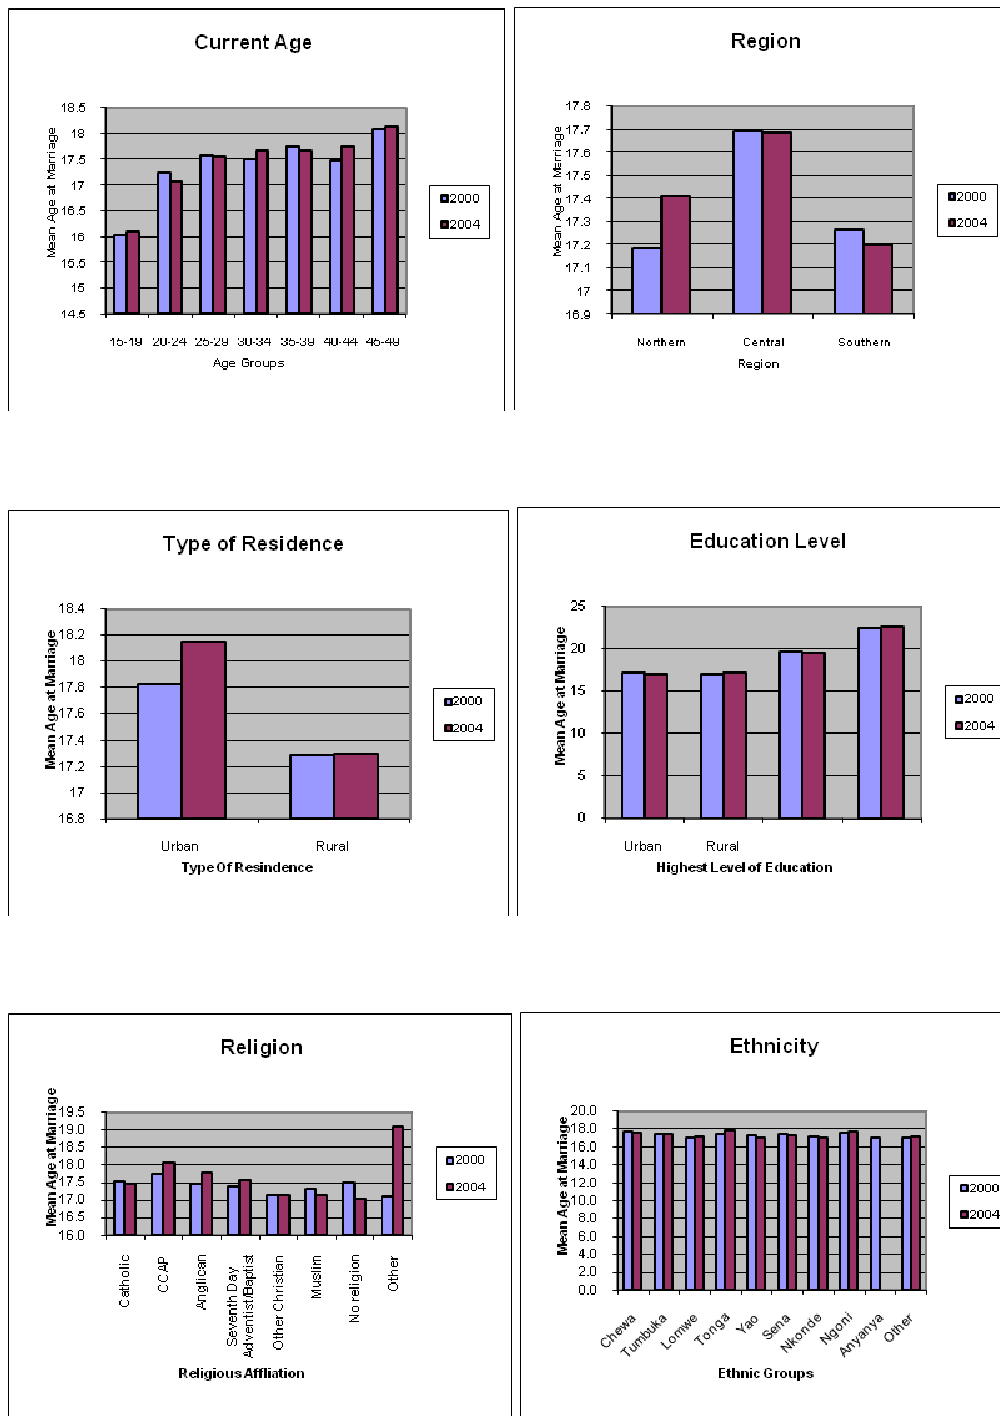 Current Age
Mean Age at Marriage
18.5
18
17.5
17
16.5
16
15.5
15
14.5
15-19 20-24 25-29 30-34 35-39 40-44 45-49
Age Groups
2000
2004
Region
Mean Age at Marriage
17.8
17.7
17.6
17.5
17.4
17.3
17.2
17.1
17
16.9
Northern Central Southern
Region
2000
2004
Type of Residence
Mean Age at Marriage
18.4
18.2
18
17.8
17.6
17.4
17.2
17
16.8
Urban Rural
Type Of Resindence
2000
2004
Education Level
Mean Age at Marriage
25
20
15
10
5
0
Urban Rural
Highest Level of Education
2000
2004
Religion
Mean Age at Marriage
19.5
19.0
18.5
18.0
17.5
17.0
16.5
16.0
Catholic
CCAP
Anglican
Seventh Day
Adventist/Baptist
Other Christian
Muslim
No religion
Other
Religious Affliation
2000
2004
Ethnicity
Mean Age at Marriage
20.0
18.0
16.0
14.0
12.0
10.0
8.0
6.0
4.0
2.0
0.0
Chewa
Tumbuka
Lomwe
Tonga
Yao
Sena
Nkonde
Ngoni
Anyanya
Other
Ethnic Groups
2000
2004